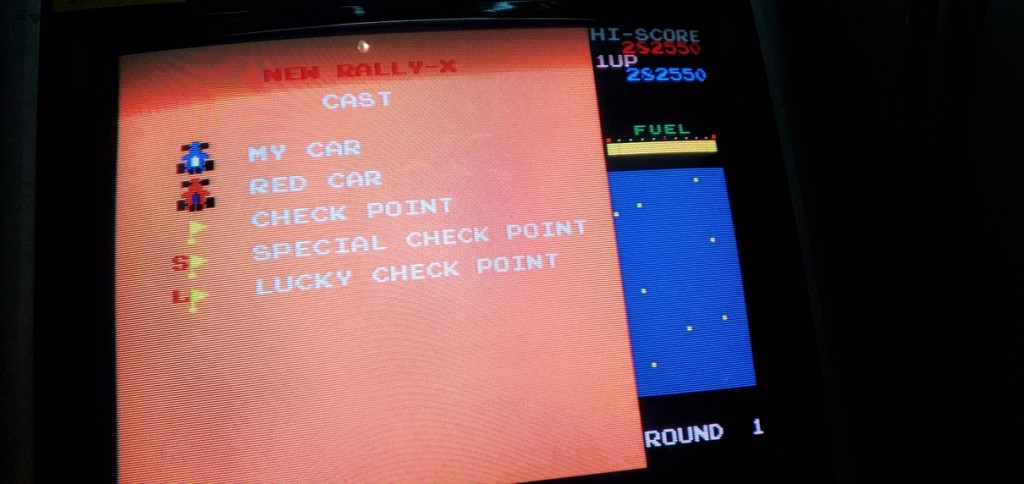 NEW RALLY-X
CAST
MY CAR
RED CAR
CHECK POINT
S SPECIAL CHECK POINT
L LUCKY CHECK POINT
HI-SCORE
282550
1UP
282550
FUEL
ROUND 1